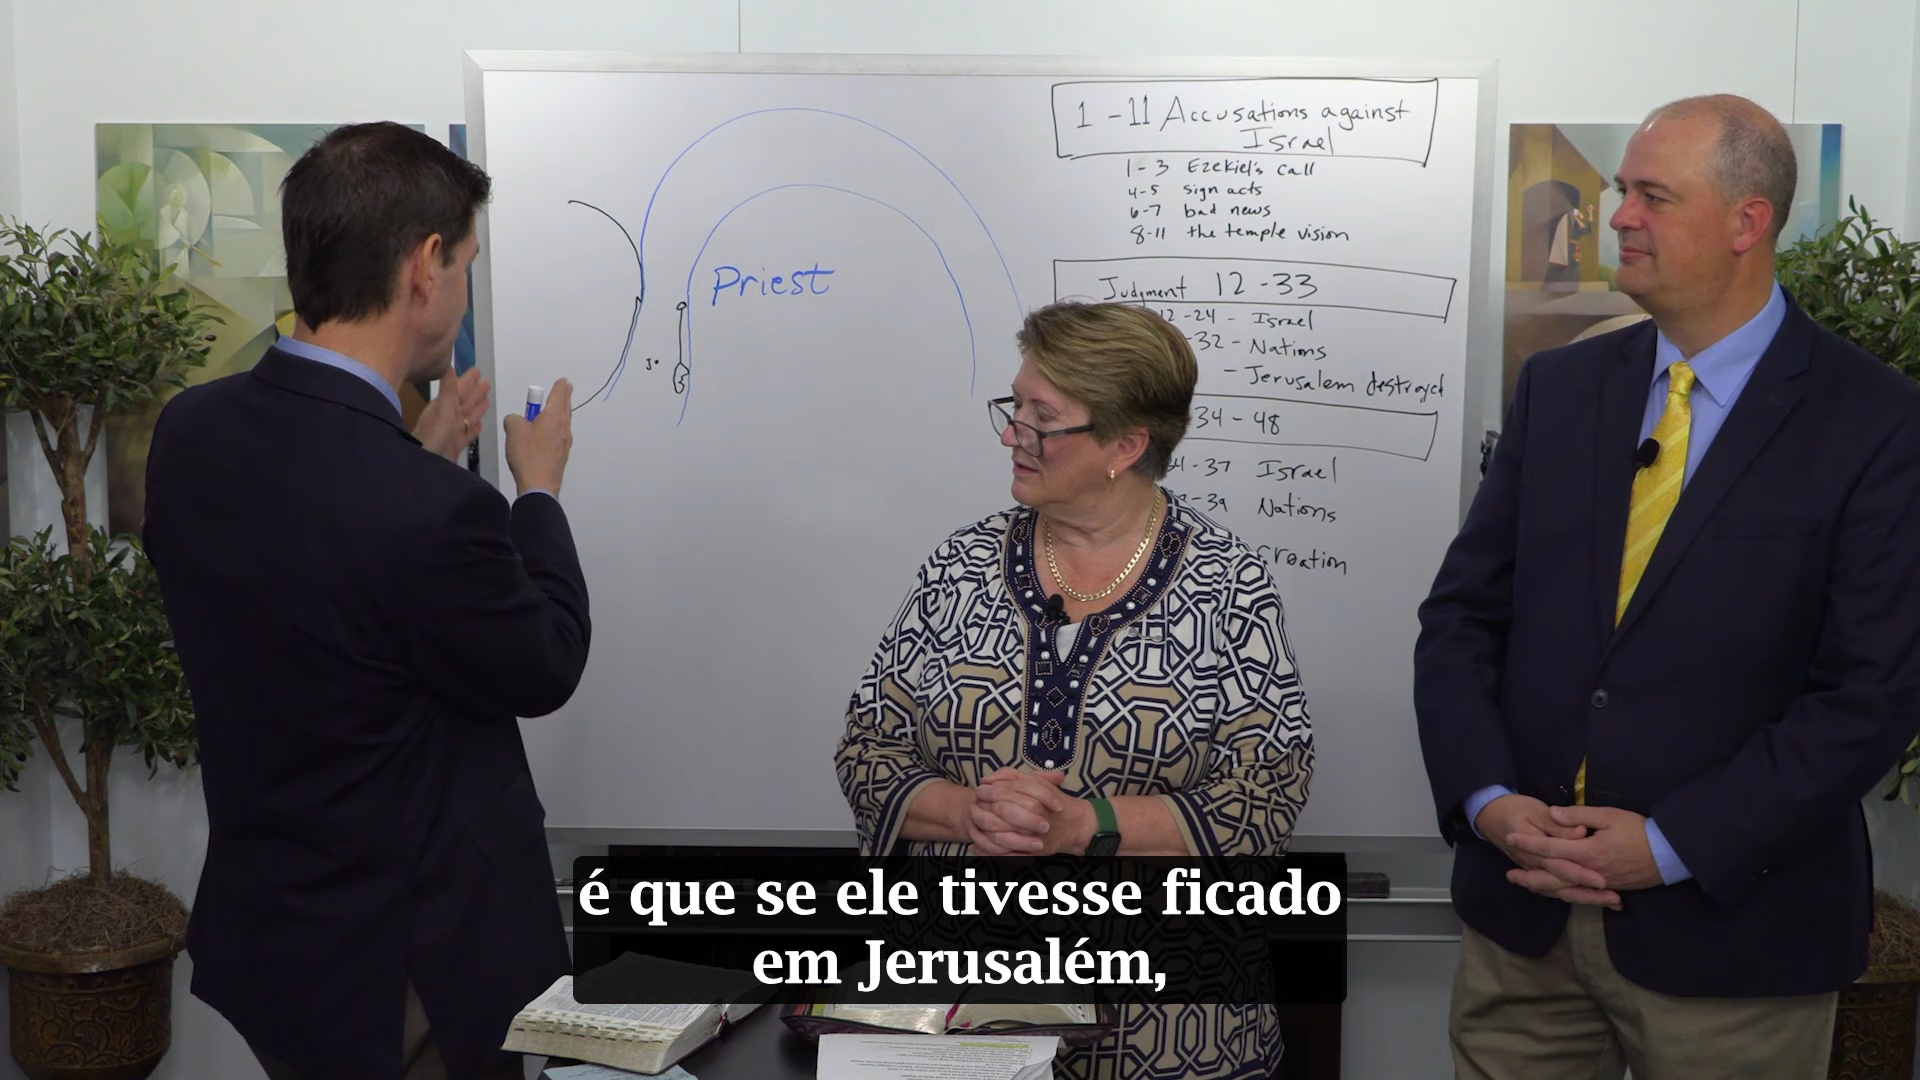 1-11 Accusations against
Israel
1-3 Ezekiel's call
4-5 sign acts
6-7 bad news
8-11 the temple vision
Judgment 12-33
12-24 - Israel
-32 - Nations
- Jerusalem destroyed
34-48
-37 Israel
-39 Nations
Creation
Priest
é que se ele tivesse ficado
em Jerusalém,